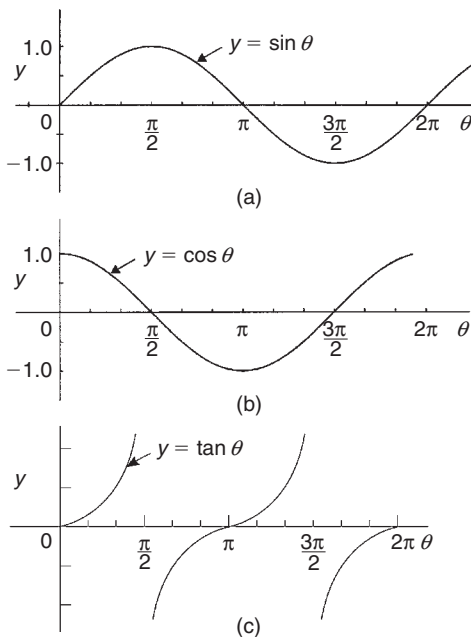 1.0
y = sin θ
y
0
π/2
π
3π/2
2π
θ
−1.0
(a)
1.0
y = cos θ
y
0
π/2
π
3π/2
2π
θ
−1.0
(b)
y = tan θ
y
0
π/2
π
3π/2
2π θ
(c)